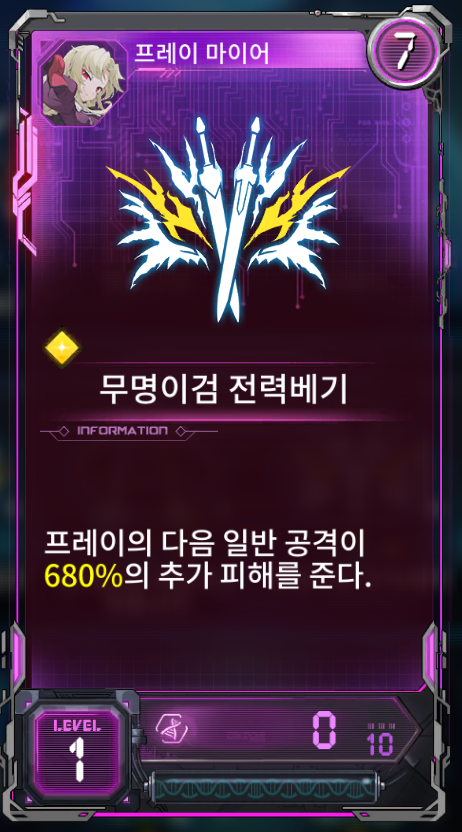 프레이 마이어
7
무명이검 전력베기
INFORMATION
프레이의 다음 일반 공격이
680%의 추가 피해를 준다.
LEVEL
1
0
10